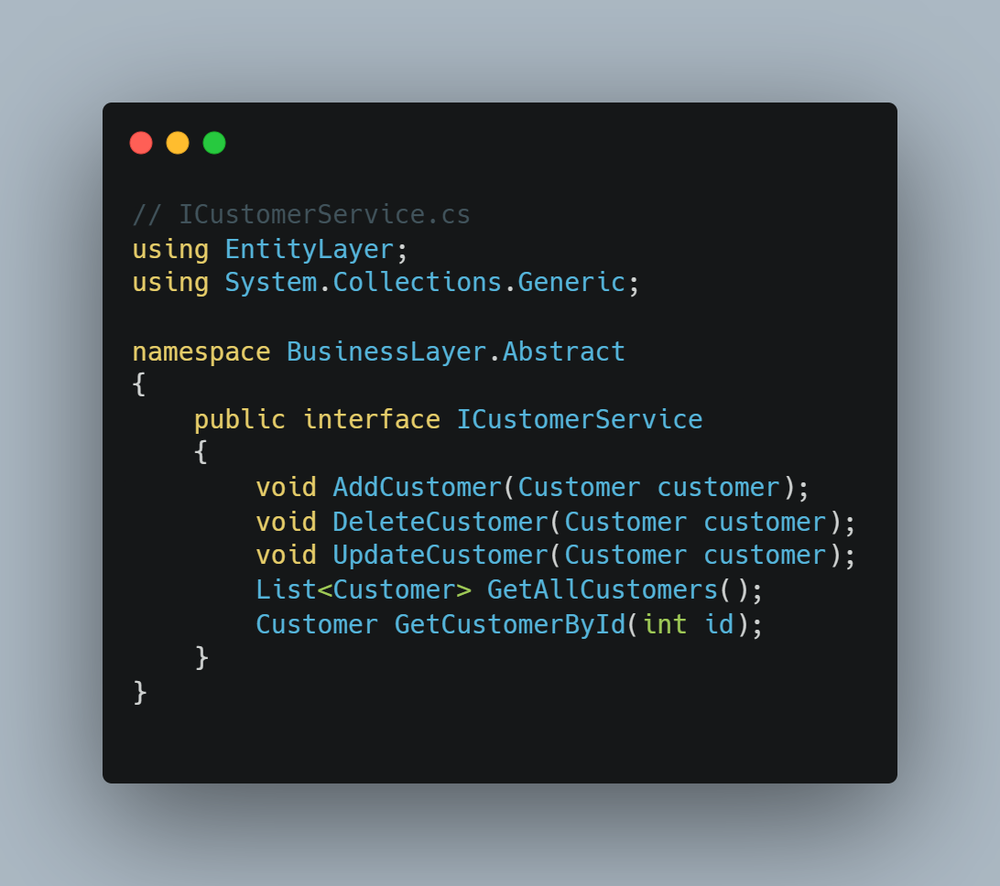 // ICustomerService.cs
using EntityLayer;
using System.Collections.Generic;

namespace BusinessLayer.Abstract
{
    public interface ICustomerService
    {
        void AddCustomer(Customer customer);
        void DeleteCustomer(Customer customer);
        void UpdateCustomer(Customer customer);
        List<Customer> GetAllCustomers();
        Customer GetCustomerById(int id);
    }
}